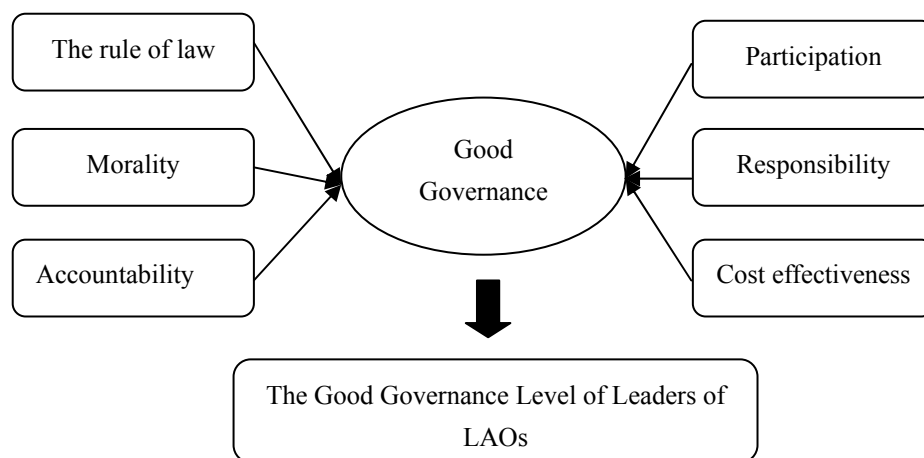 The rule of law
Morality
Accountability
Good
Governance
Participation
Responsibility
Cost effectiveness
The Good Governance Level of Leaders of
LAOs